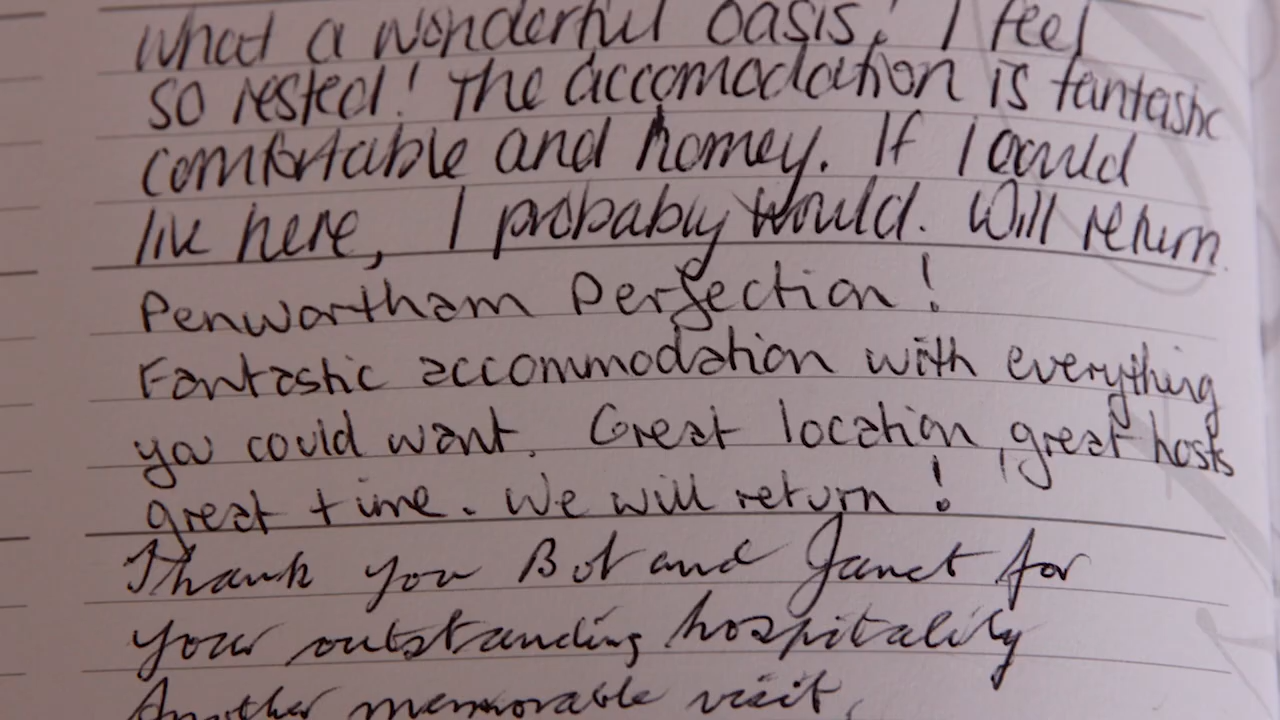 What a wonderful oasis! I feel
so rested! The accomodation is fantastic
comfortable and homey. If I could
live here, I probably would. Will return.
Penwortham Perfection!
Fantastic accommodation with everything
you could want. Great location, great hosts
great time. We will return!
Thank you Bob and Janet for
your outstanding hospitality
Another memorable visit.